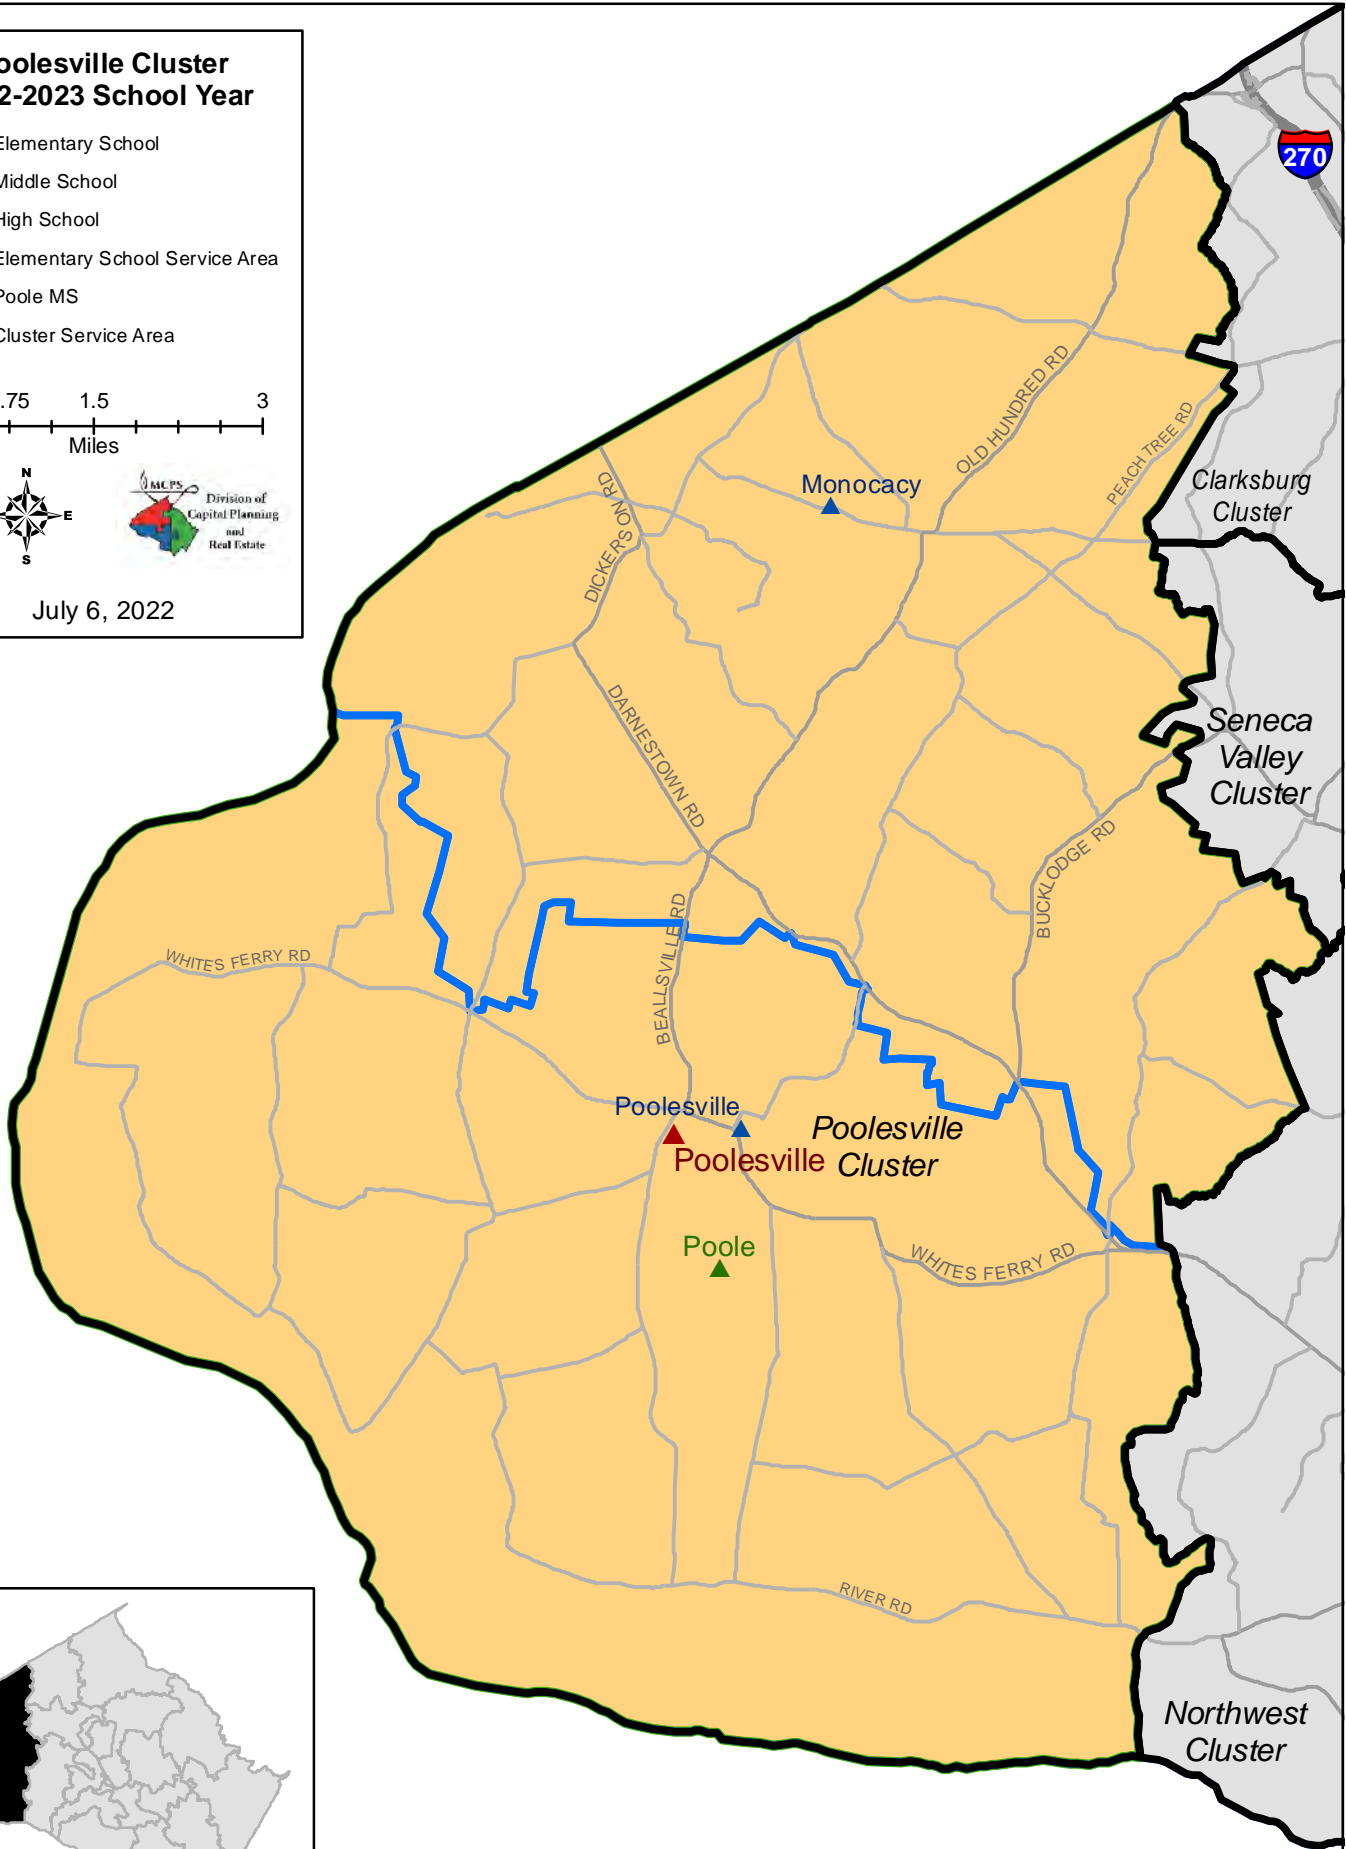 oolesville Cluster
2-2023 School Year
Elementary School
Middle School
High School
Elementary School Service Area
Poole MS
Cluster Service Area
.75 1.5 3
Miles
N
E
S
MCPS
Division of
Capital Planning
and
Real Estate
July 6, 2022
270
OLD HUNDRED RD
PEACH TREE RD
Clarksburg
Cluster
Monocacy
DICKERSON RD
DARNESTOWN RD
Seneca
Valley
Cluster
BUCKLODGE RD
BEALLSVILLE RD
WHITES FERRY RD
Poolesville
Poolesville
Poolesville
Cluster
Poole
WHITES FERRY RD
RIVER RD
Northwest
Cluster